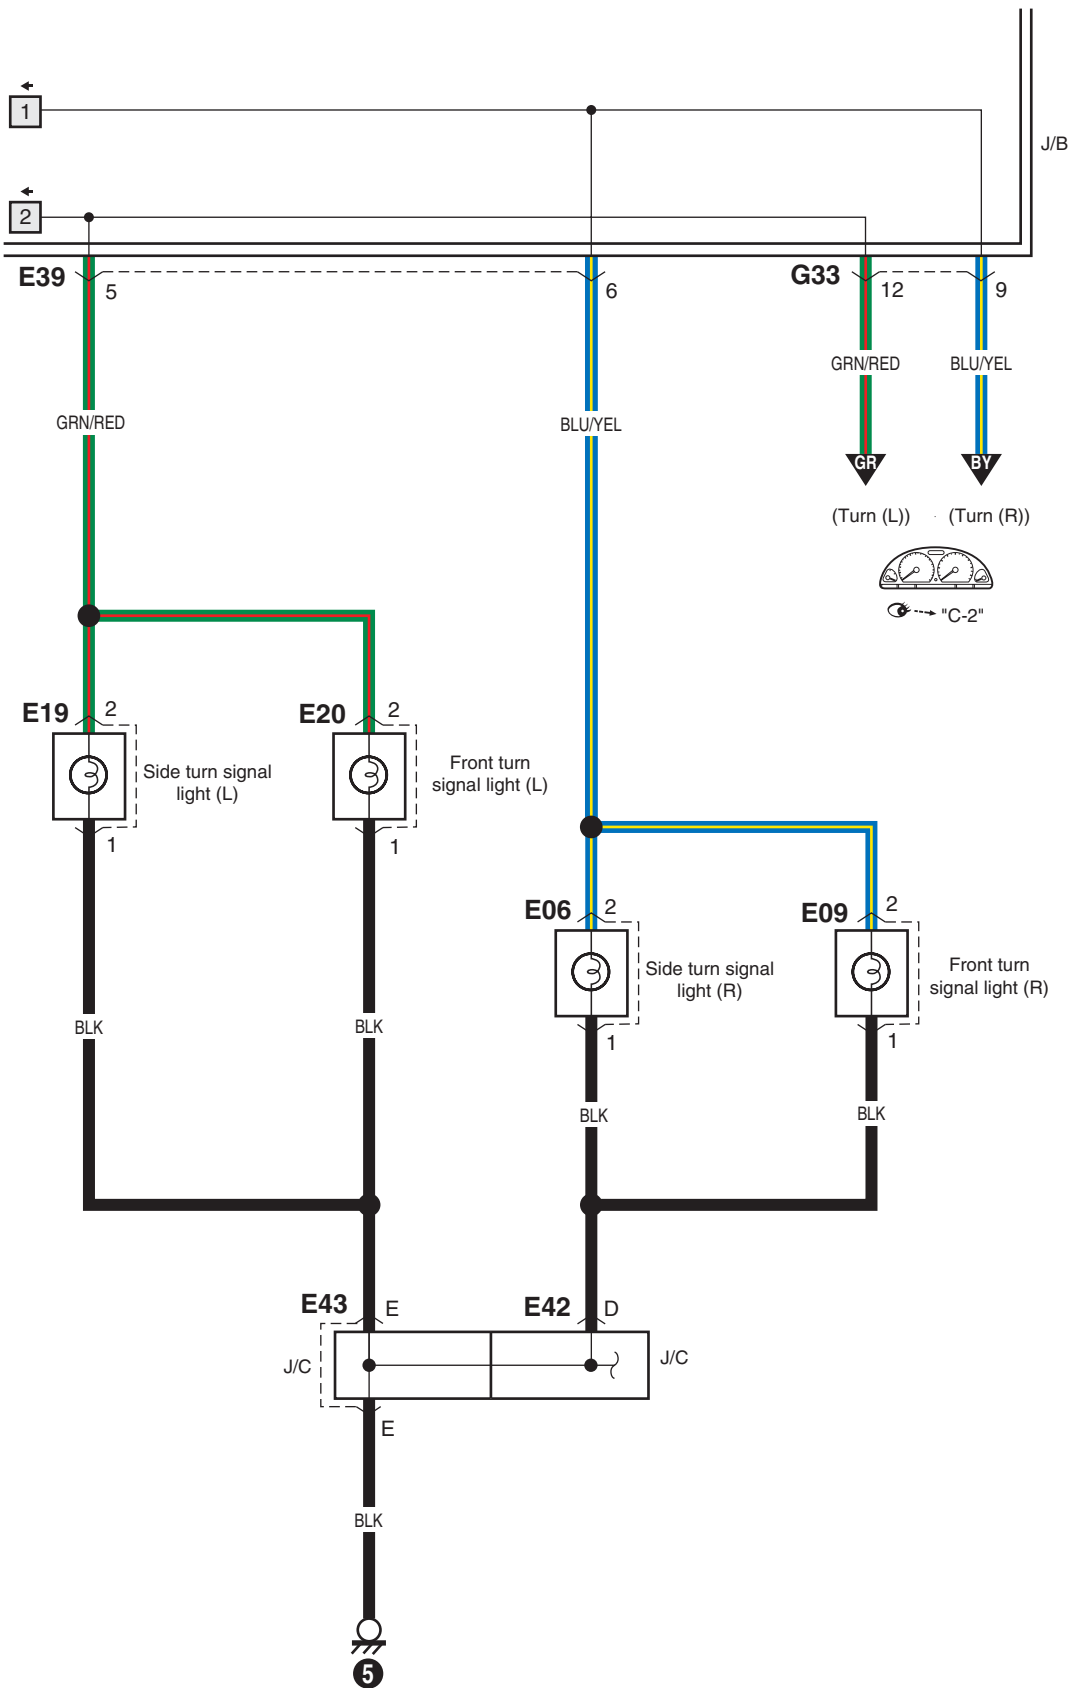 1
J/B
2
E39
5
6
G33
12
9
GRN/RED
BLU/YEL
GRN/RED
BLU/YEL
GR
BY
(Turn (L))
(Turn (R))
"C-2"
E19
2
E20
2
Side turn signal
light (L)
Front turn
signal light (L)
1
1
E06
2
E09
2
Side turn signal
light (R)
Front turn
signal light (R)
1
1
BLK
BLK
BLK
BLK
E43
E
E42
D
J/C
J/C
E
BLK
5